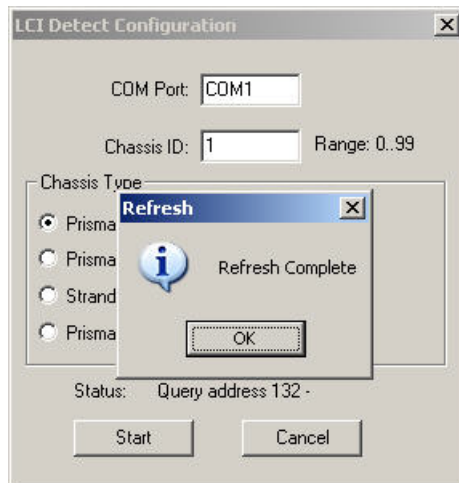 LCI Detect Configuration
COM Port: COM1
Chassis ID: 1 Range: 0..99
Chassis Type
Refresh
Prisma
Refresh Complete
Prisma
Strand
Prisma
OK
Status: Query address 132 -
Start Cancel